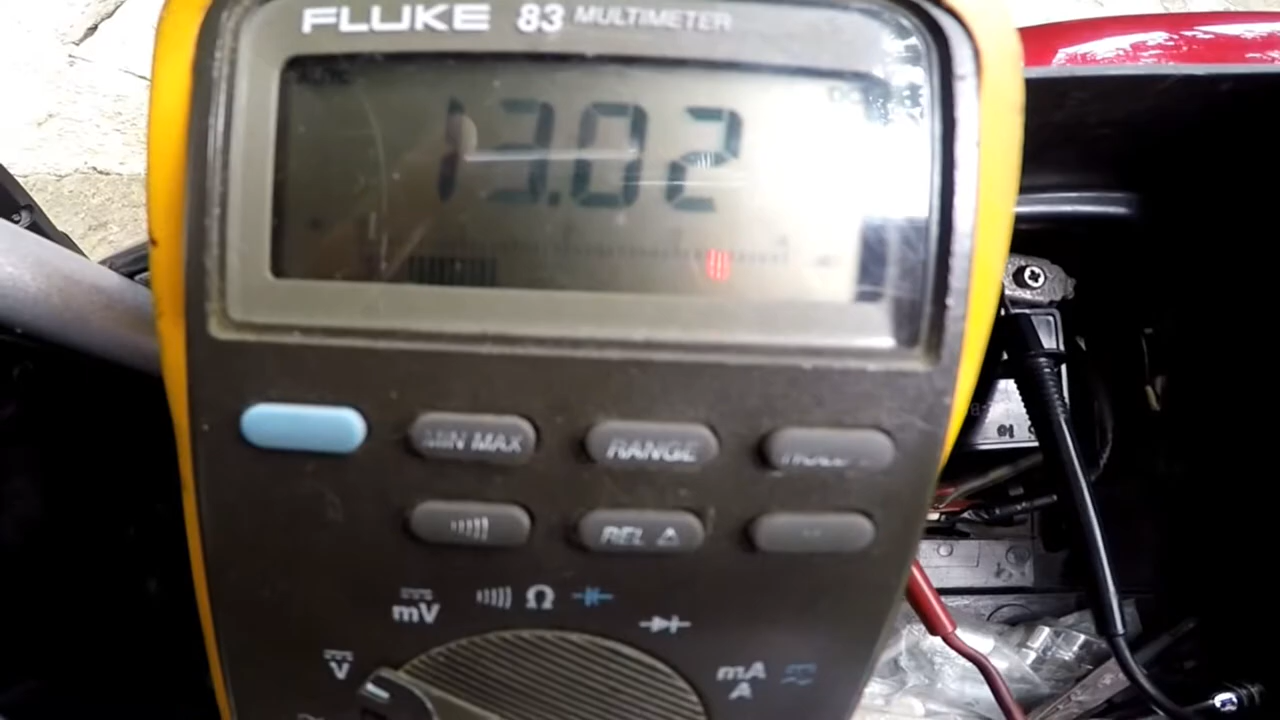 FLUKE 83 MULTIMETER
13.02
MIN MAX RANGE
REL △
mV Ω
V mA
A